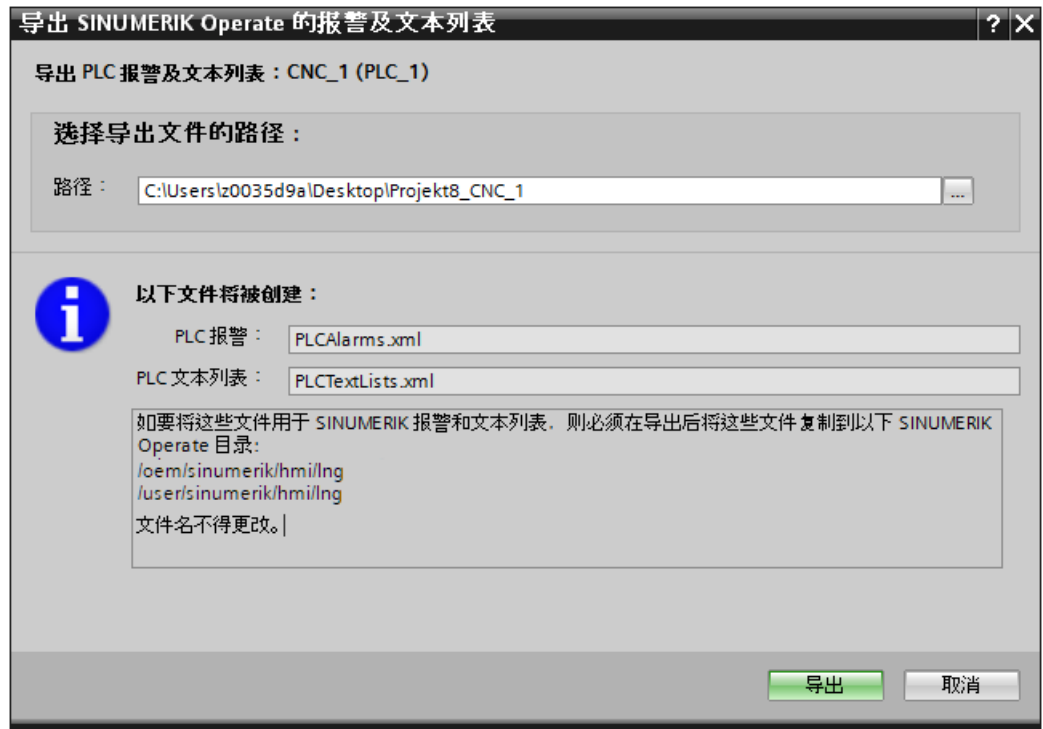 导出 SINUMERIK Operate 的报警及文本列表
? X
导出 PLC 报警及文本列表：CNC_1 (PLC_1)
选择导出文件的路径：
路径： C:\Users\z0035d9a\Desktop\Projekt8_CNC_1 ...
以下文件将被创建：
PLC 报警： PLCAlarms.xml
PLC 文本列表： PLCTextLists.xml
如要将这些文件用于 SINUMERIK 报警和文本列表，则必须在导出后将这些文件复制到以下 SINUMERIK
Operate 目录:
/oem/sinumerik/hmi/lng
/user/sinumerik/hmi/lng
文件名不得更改。
导出 取消